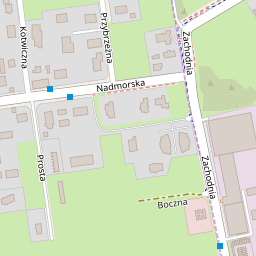 Kotwiczna
Przybrzeżna
Zachodnia
Nadmorska
Prosta
Zachodnia
Boczna